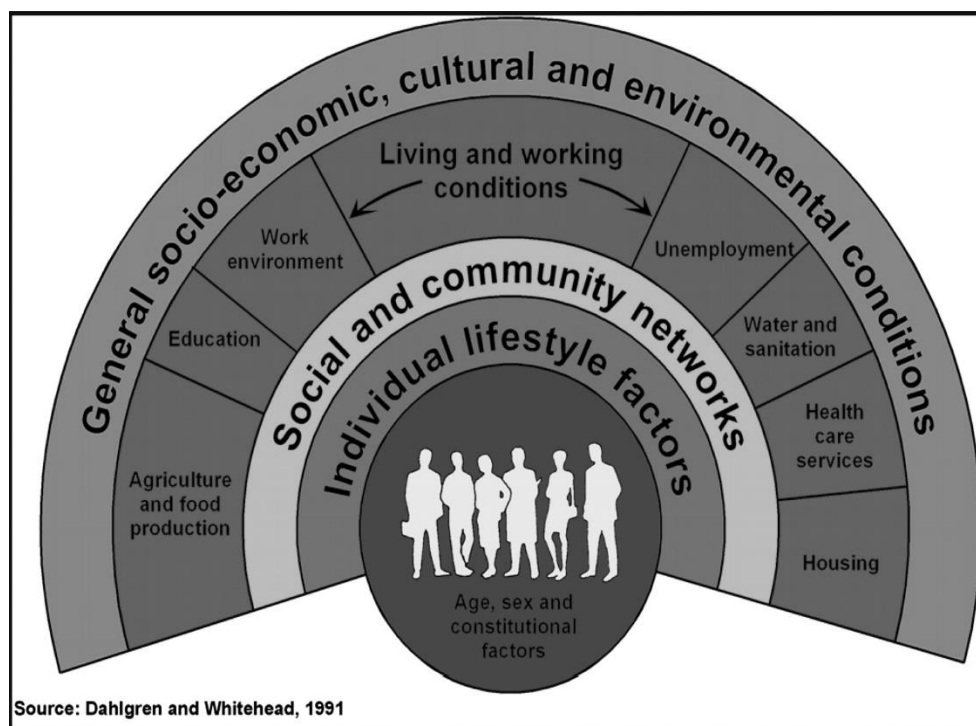 General socio-economic, cultural and environmental conditions
Living and working
conditions
Work
environment
Unemployment
Education
Water and
sanitation
Agriculture
and food
production
Health
care
services
Housing
Social and community networks
Individual lifestyle factors
Age, sex and
constitutional
factors
Source: Dahlgren and Whitehead, 1991